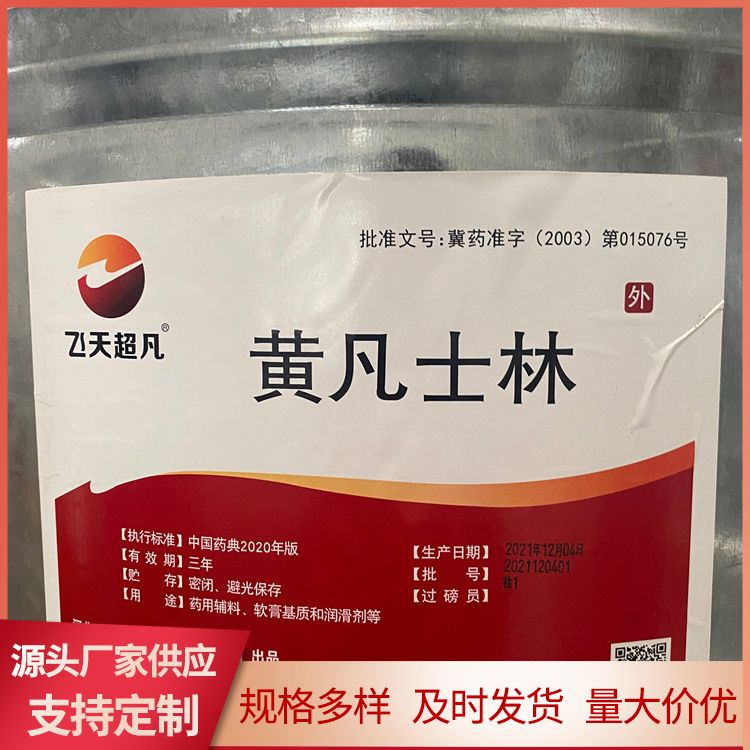 批准文号:冀药准字（2003）第015076号
外
飞天超凡®
黄凡士林
【执行标准】中国药典2020年版
【有效期】三年
【贮存】密闭、避光保存
【用途】药用辅料、软膏基质和润滑剂等
【生产日期】2021年12月04日
【批号】2021120401
【过磅员】
出品
源头厂家供应
支持定制
规格多样 及时发货 量大价优